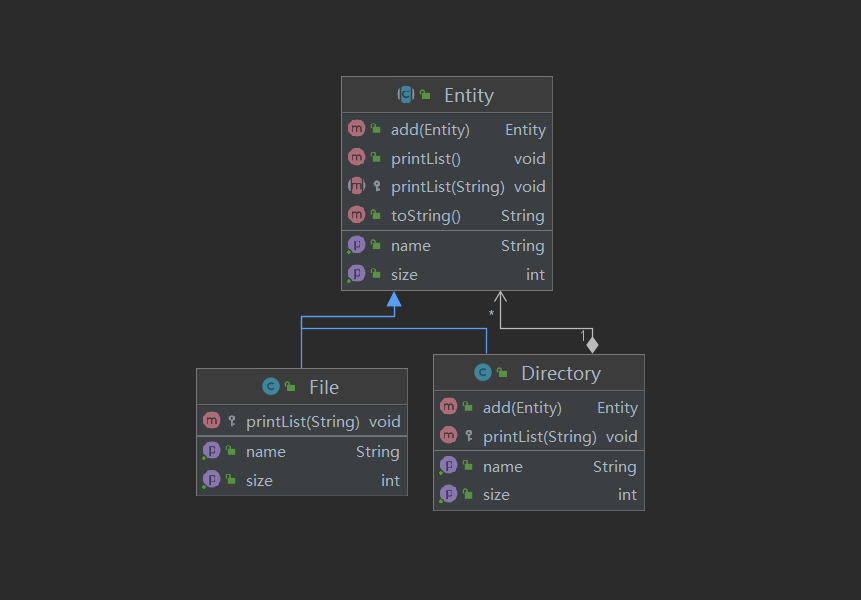 Entity
add(Entity) Entity
printList() void
printList(String) void
toString() String
name String
size int
*
1
File
printList(String) void
name String
size int
Directory
add(Entity) Entity
printList(String) void
name String
size int